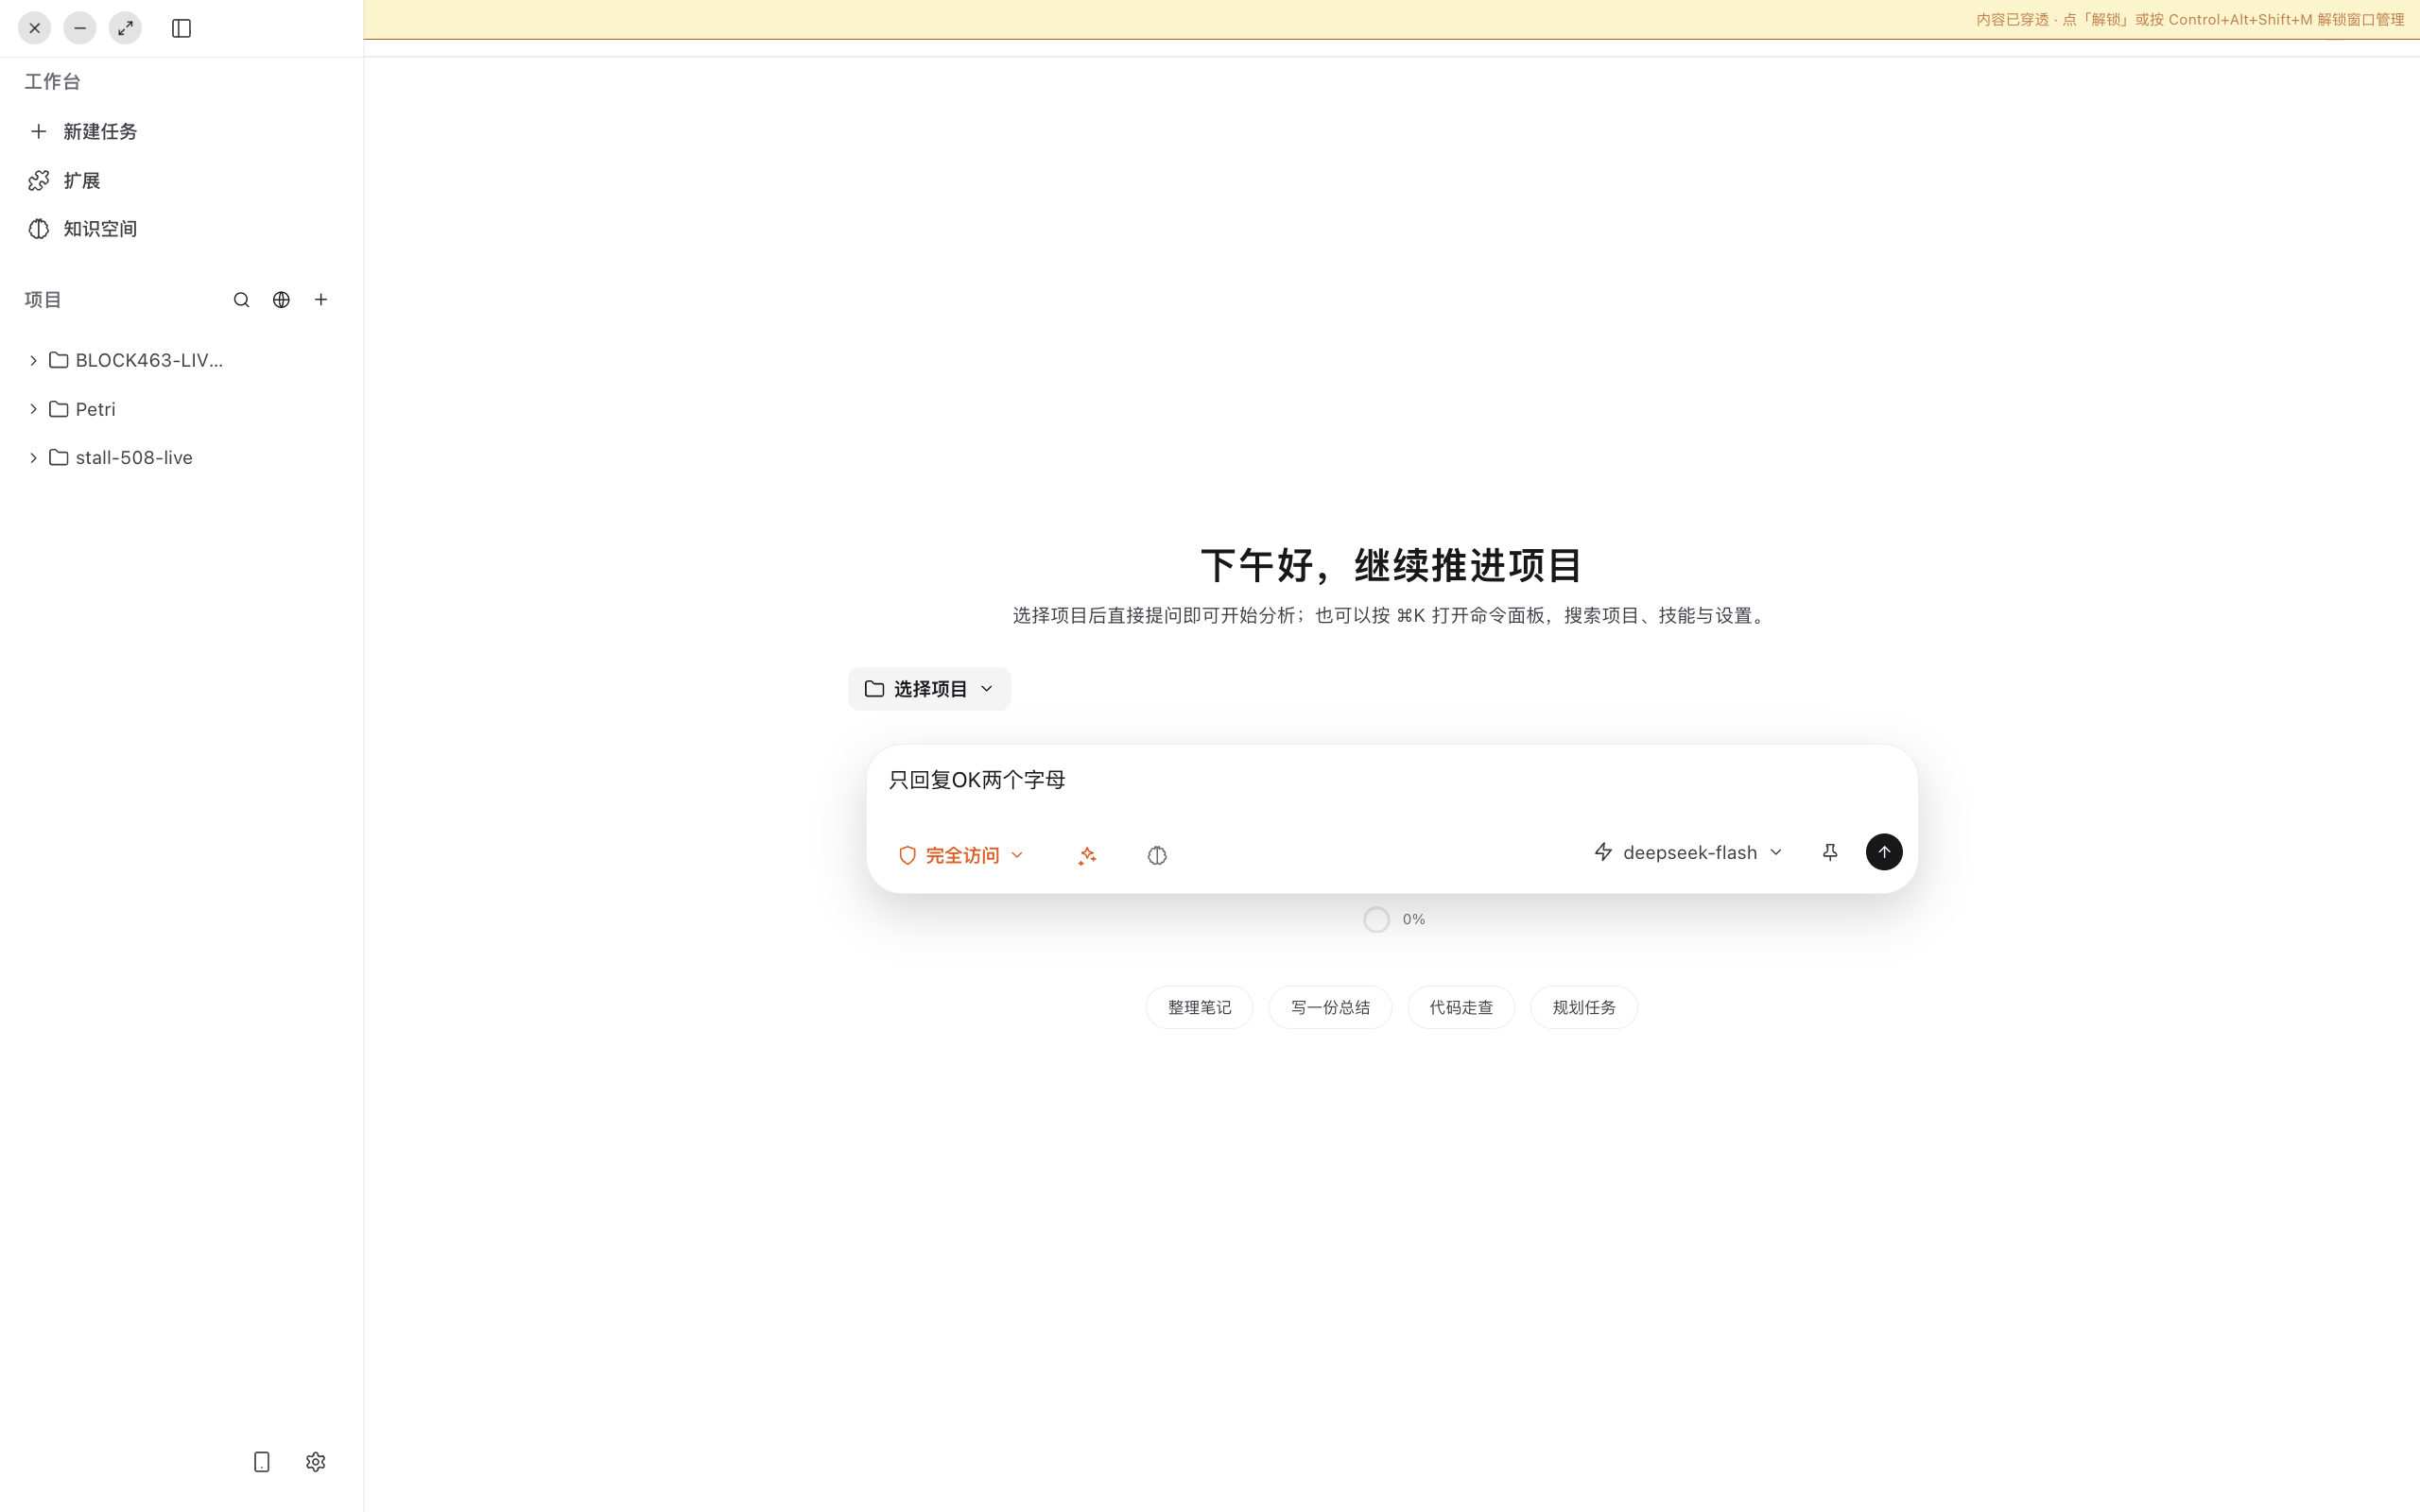 内容已穿透 · 点「解锁」或按 Control+Alt+Shift+M 解锁窗口管理
工作台
新建任务
扩展
知识空间
项目
BLOCK463-LIV...
Petri
stall-508-live
下午好，继续推进项目
选择项目后直接提问即可开始分析；也可以按 ⌘K 打开命令面板，搜索项目、技能与设置。
选择项目
只回复OK两个字母
完全访问
deepseek-flash
0%
整理笔记
写一份总结
代码走查
规划任务